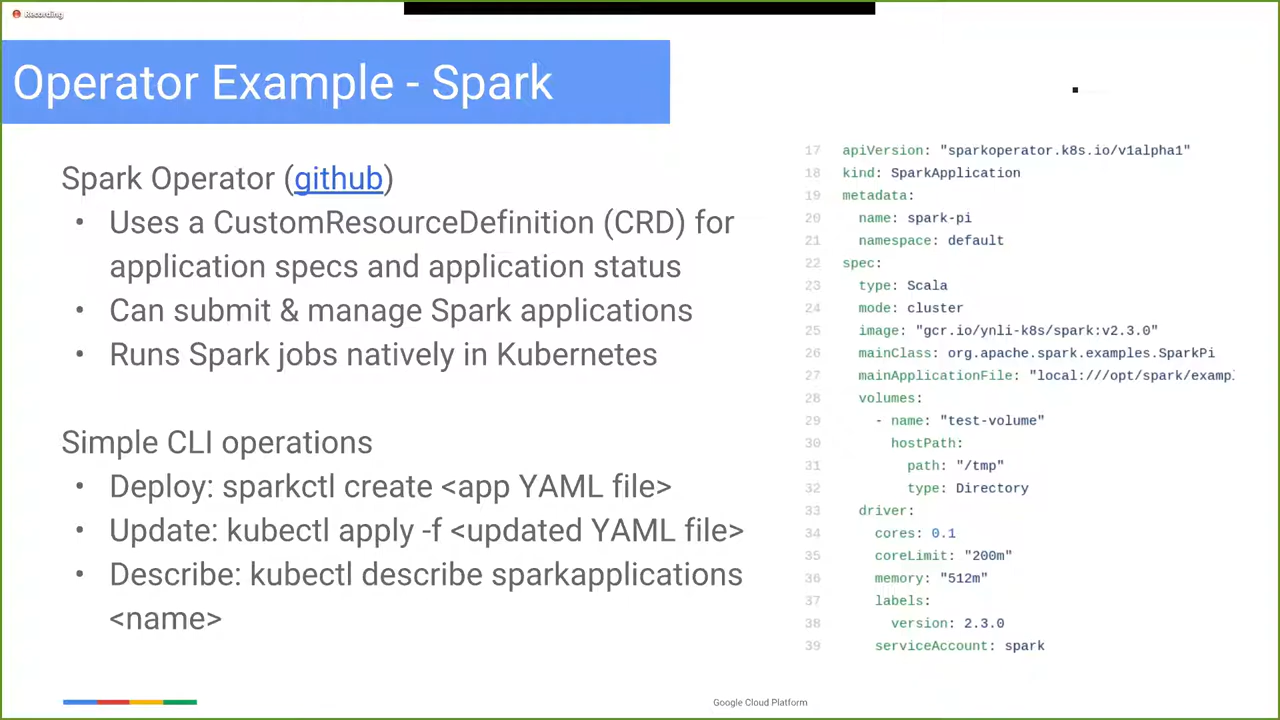 Recording
Operator Example - Spark
Spark Operator (github)
• Uses a CustomResourceDefinition (CRD) for
application specs and application status
• Can submit & manage Spark applications
• Runs Spark jobs natively in Kubernetes
Simple CLI operations
• Deploy: sparkctl create <app YAML file>
• Update: kubectl apply -f <updated YAML file>
• Describe: kubectl describe sparkapplications
<name>
17 apiVersion: "sparkoperator.k8s.io/v1alpha1"
18 kind: SparkApplication
19 metadata:
20 name: spark-pi
21 namespace: default
22 spec:
23 type: Scala
24 mode: cluster
25 image: "gcr.io/ynli-k8s/spark:v2.3.0"
26 mainClass: org.apache.spark.examples.SparkPi
27 mainApplicationFile: "local:///opt/spark/exampl
28 volumes:
29 - name: "test-volume"
30 hostPath:
31 path: "/tmp"
32 type: Directory
33 driver:
34 cores: 0.1
35 coreLimit: "200m"
36 memory: "512m"
37 labels:
38 version: 2.3.0
39 serviceAccount: spark
Google Cloud Platform